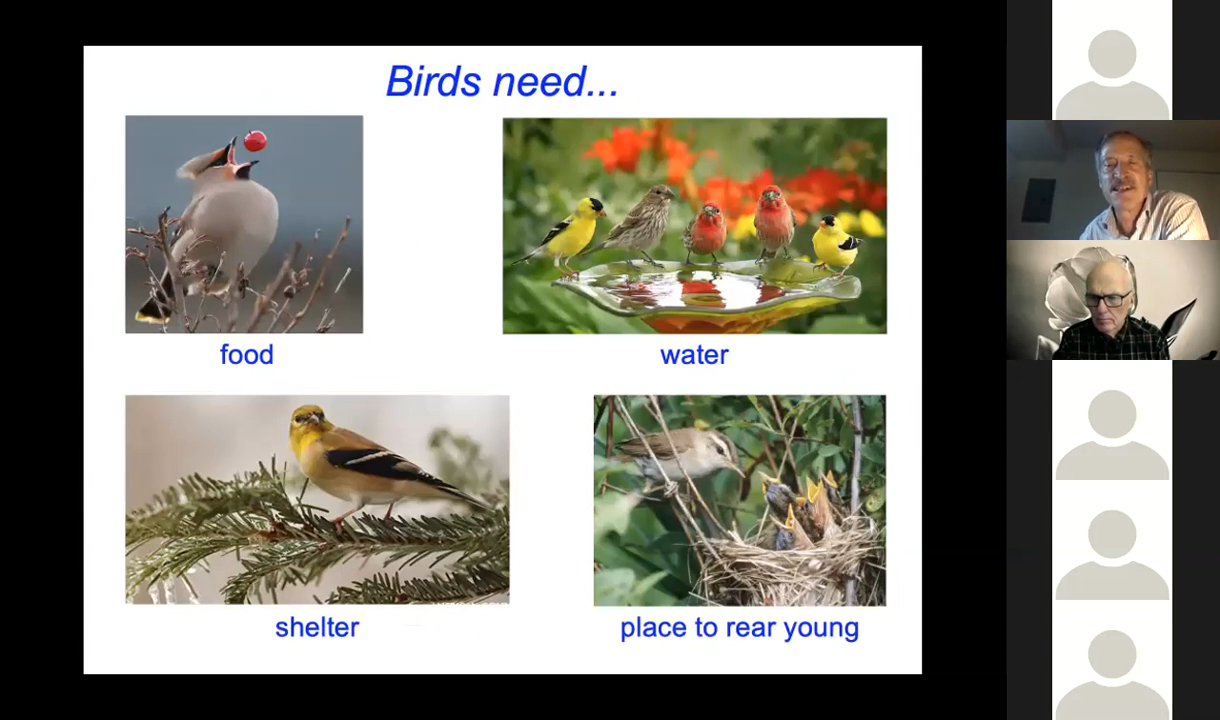 Birds need...
food
water
shelter
place to rear young